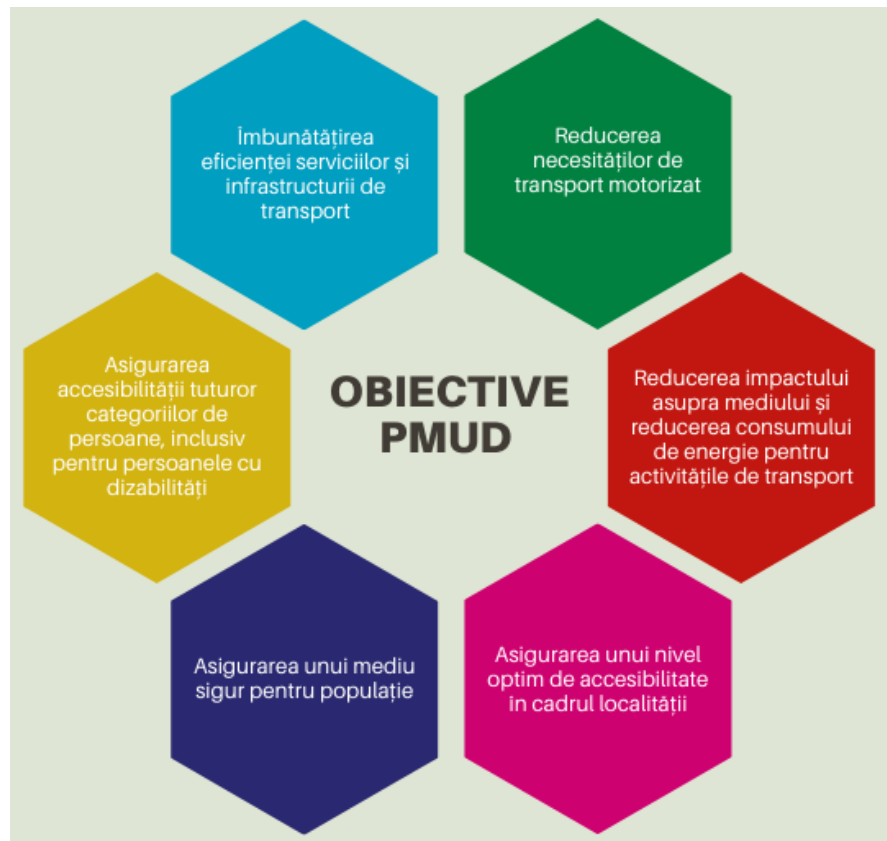 Îmbunătățirea
eficienței serviciilor și
infrastructurii de
transport
Reducerea
necesităților de
transport motorizat
Asigurarea
accesibilității tuturor
categoriilor de
persoane, inclusiv
pentru persoanele cu
dizabilități
OBIECTIVE
PMUD
Reducerea impactului
asupra mediului și
reducerea consumului
de energie pentru
activitățile de transport
Asigurarea unui mediu
sigur pentru populație
Asigurarea unui nivel
optim de accesibilitate
in cadrul localității